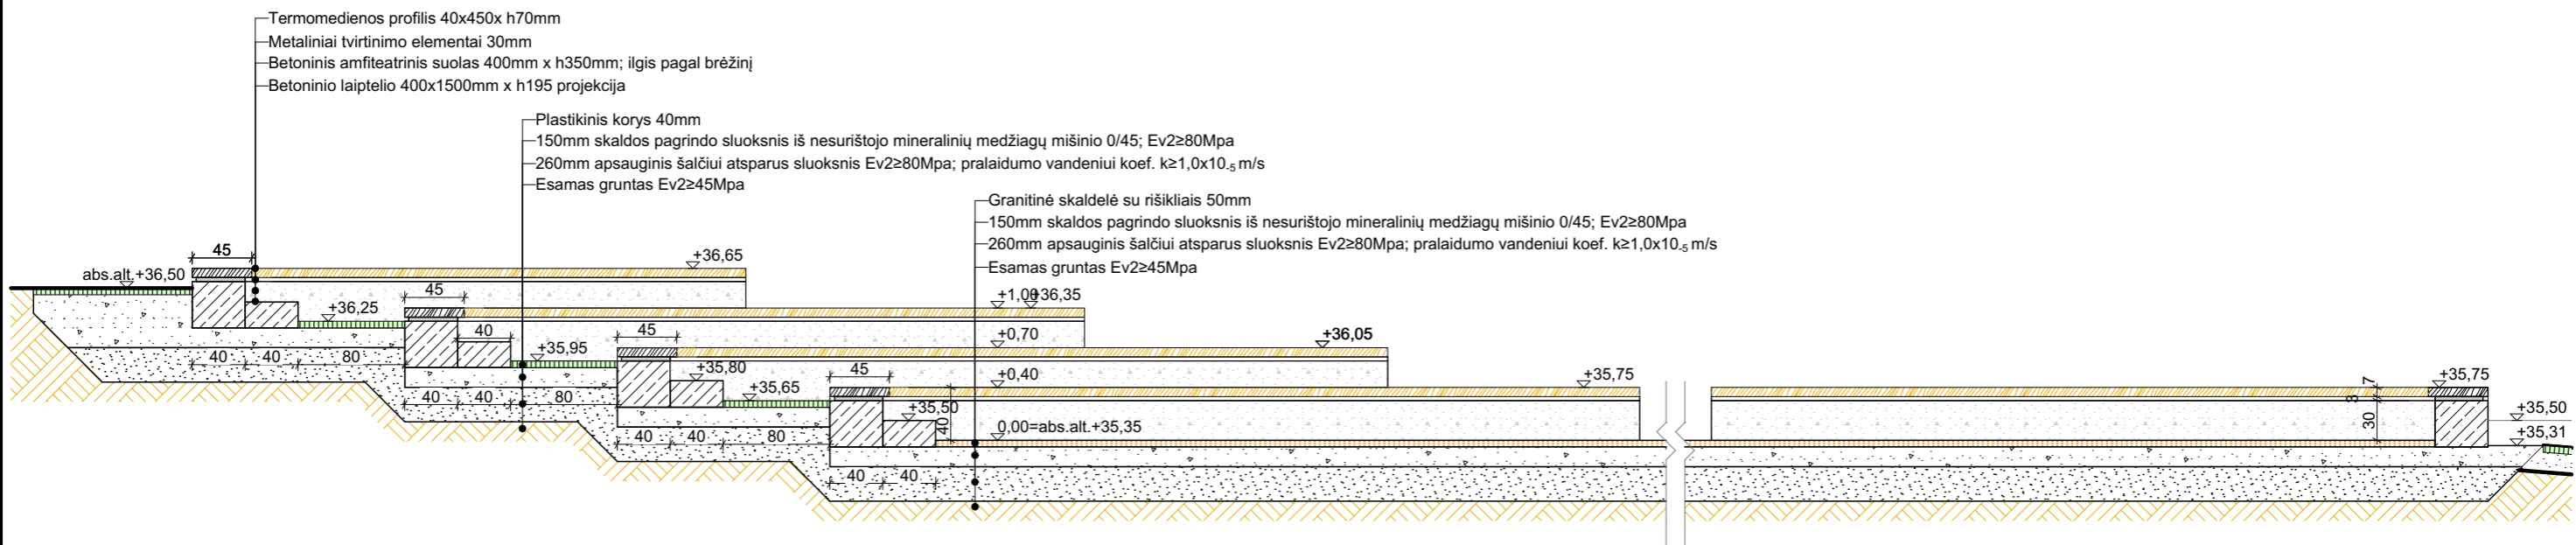 Termomedienos profilis 40x450x h70mm
Metaliniai tvirtinimo elementai 30mm
Betoninis amfiteatrinis suolas 400mm x h350mm; ilgis pagal brėžinį
Betoninio laiptelio 400x1500mm x h195 projekcija
Plastikinis korys 40mm
150mm skaldos pagrindo sluoksnis iš nesurištojo mineralinių medžiagų mišinio 0/45; Ev2≥80Mpa
260mm apsauginis šalčiui atsparus sluoksnis Ev2≥80Mpa; pralaidumo vandeniui koef. k≥1,0x10-5 m/s
Esamas gruntas Ev2≥45Mpa
Granitinė skaldelė su rišikliais 50mm
150mm skaldos pagrindo sluoksnis iš nesurištojo mineralinių medžiagų mišinio 0/45; Ev2≥80Mpa
260mm apsauginis šalčiui atsparus sluoksnis Ev2≥80Mpa; pralaidumo vandeniui koef. k≥1,0x10-5 m/s
Esamas gruntas Ev2≥45Mpa
45
+36,65
abs.alt.+36,50
45
+1,00
+36,35
+36,25
40
45
+0,70
+36,05
+35,95
40 40 80
+35,80
45
+0,40
+35,75
7
+35,75
+35,65
3
40 40 80
+35,50
40
0,00=abs.alt.+35,35
30
+35,50
+35,31
40 40 80
40 40